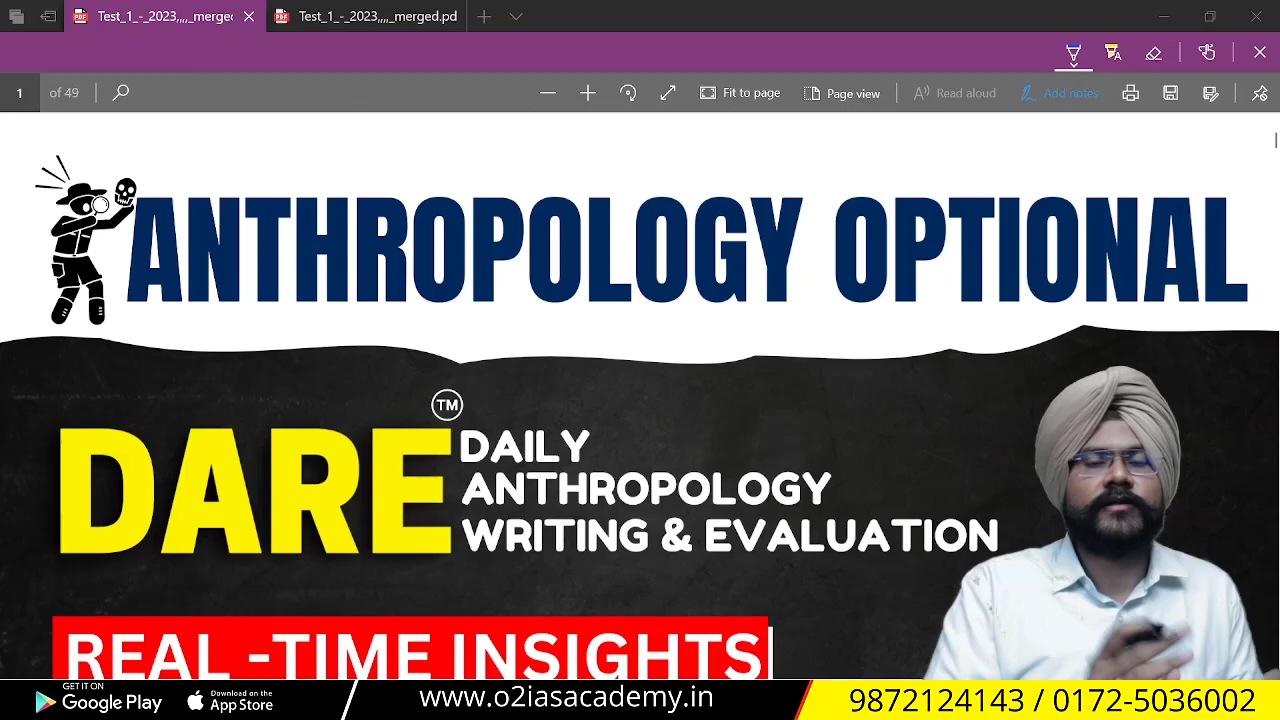 Test_1_-_2023,,,,_merged
Test_1_-_2023,,,,_merged.pd
1 of 49
Fit to page
Page view
Read aloud
Add notes
ANTHROPOLOGY OPTIONAL
DARE
TM
DAILY
ANTHROPOLOGY
WRITING & EVALUATION
REAL -TIME INSIGHTS
GET IT ON
Google Play
Download on the
App Store
www.o2iasacademy.in
9872124143 / 0172-5036002